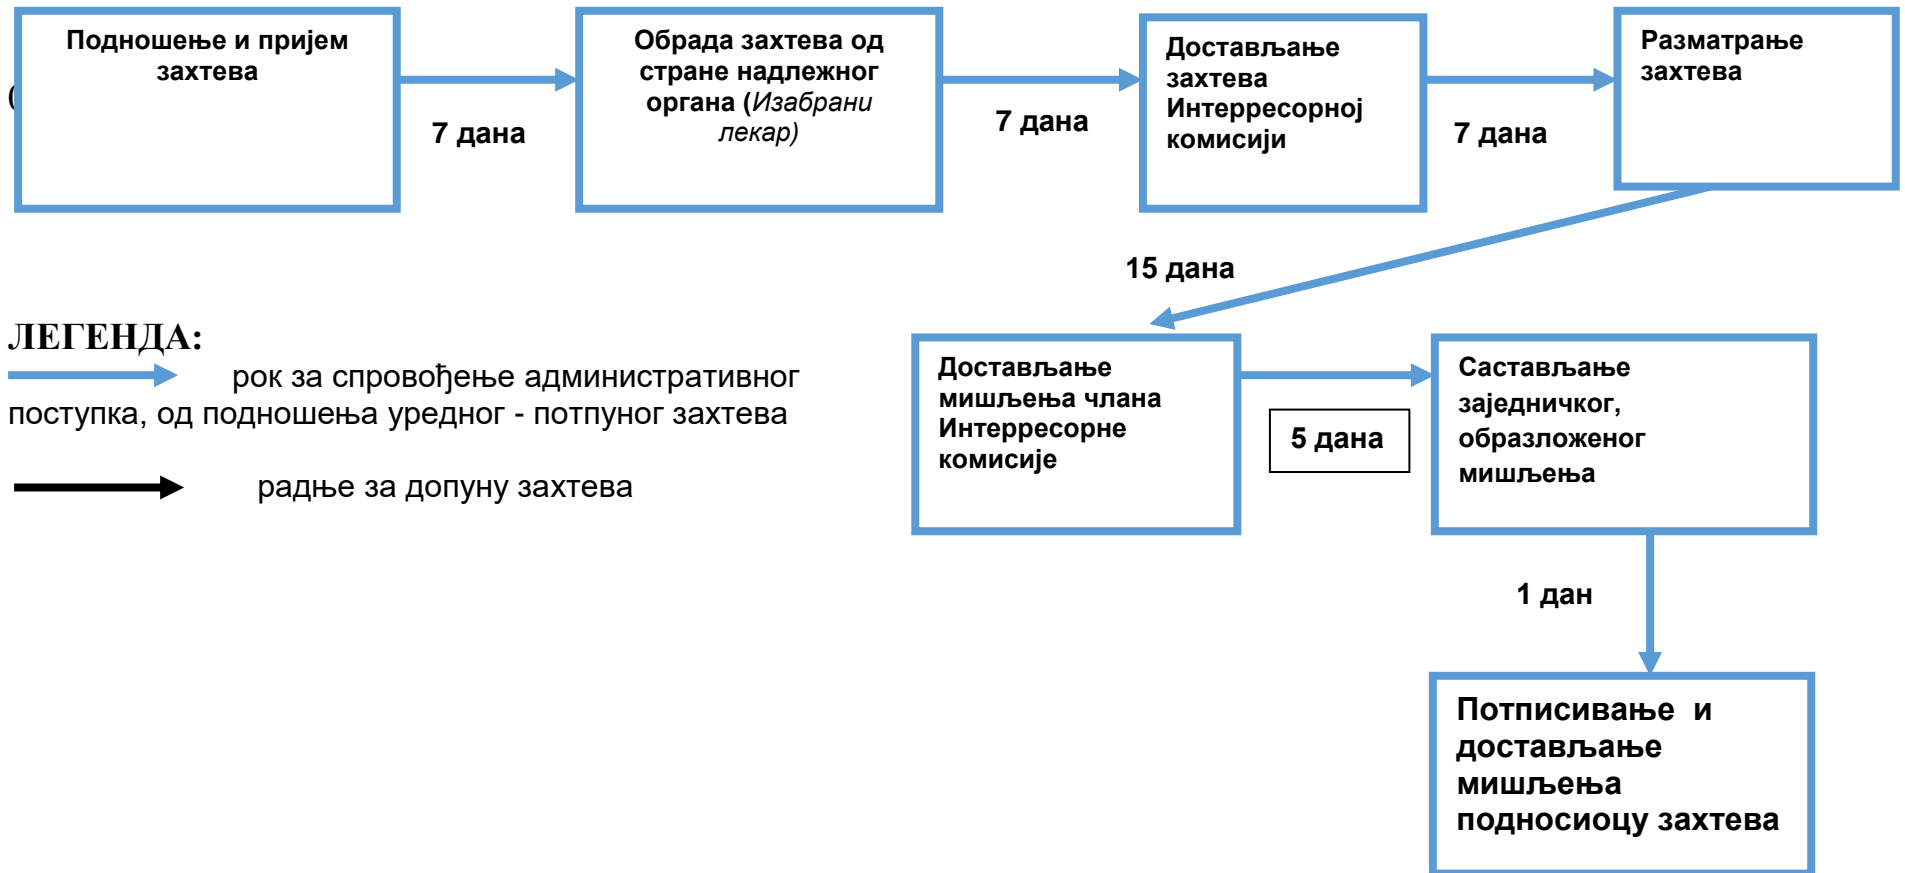 Подношење и пријем
захтева
7 дана
Обрада захтева од
стране надлежног
органа (Изабрани
лекар)
7 дана
Достављање
захтева
Интерресорној
комисији
7 дана
Разматрање
захтева
15 дана
ЛЕГЕНДА:
рок за спровођење административног
поступка, од подношења уредног - потпуног захтева
радње за допуну захтева
Достављање
мишљења члана
Интерресорне
комисије
5 дана
Састављање
заједничког,
образложеног
мишљења
1 дан
Потписивање и
достављање
мишљења
подносиоцу захтева